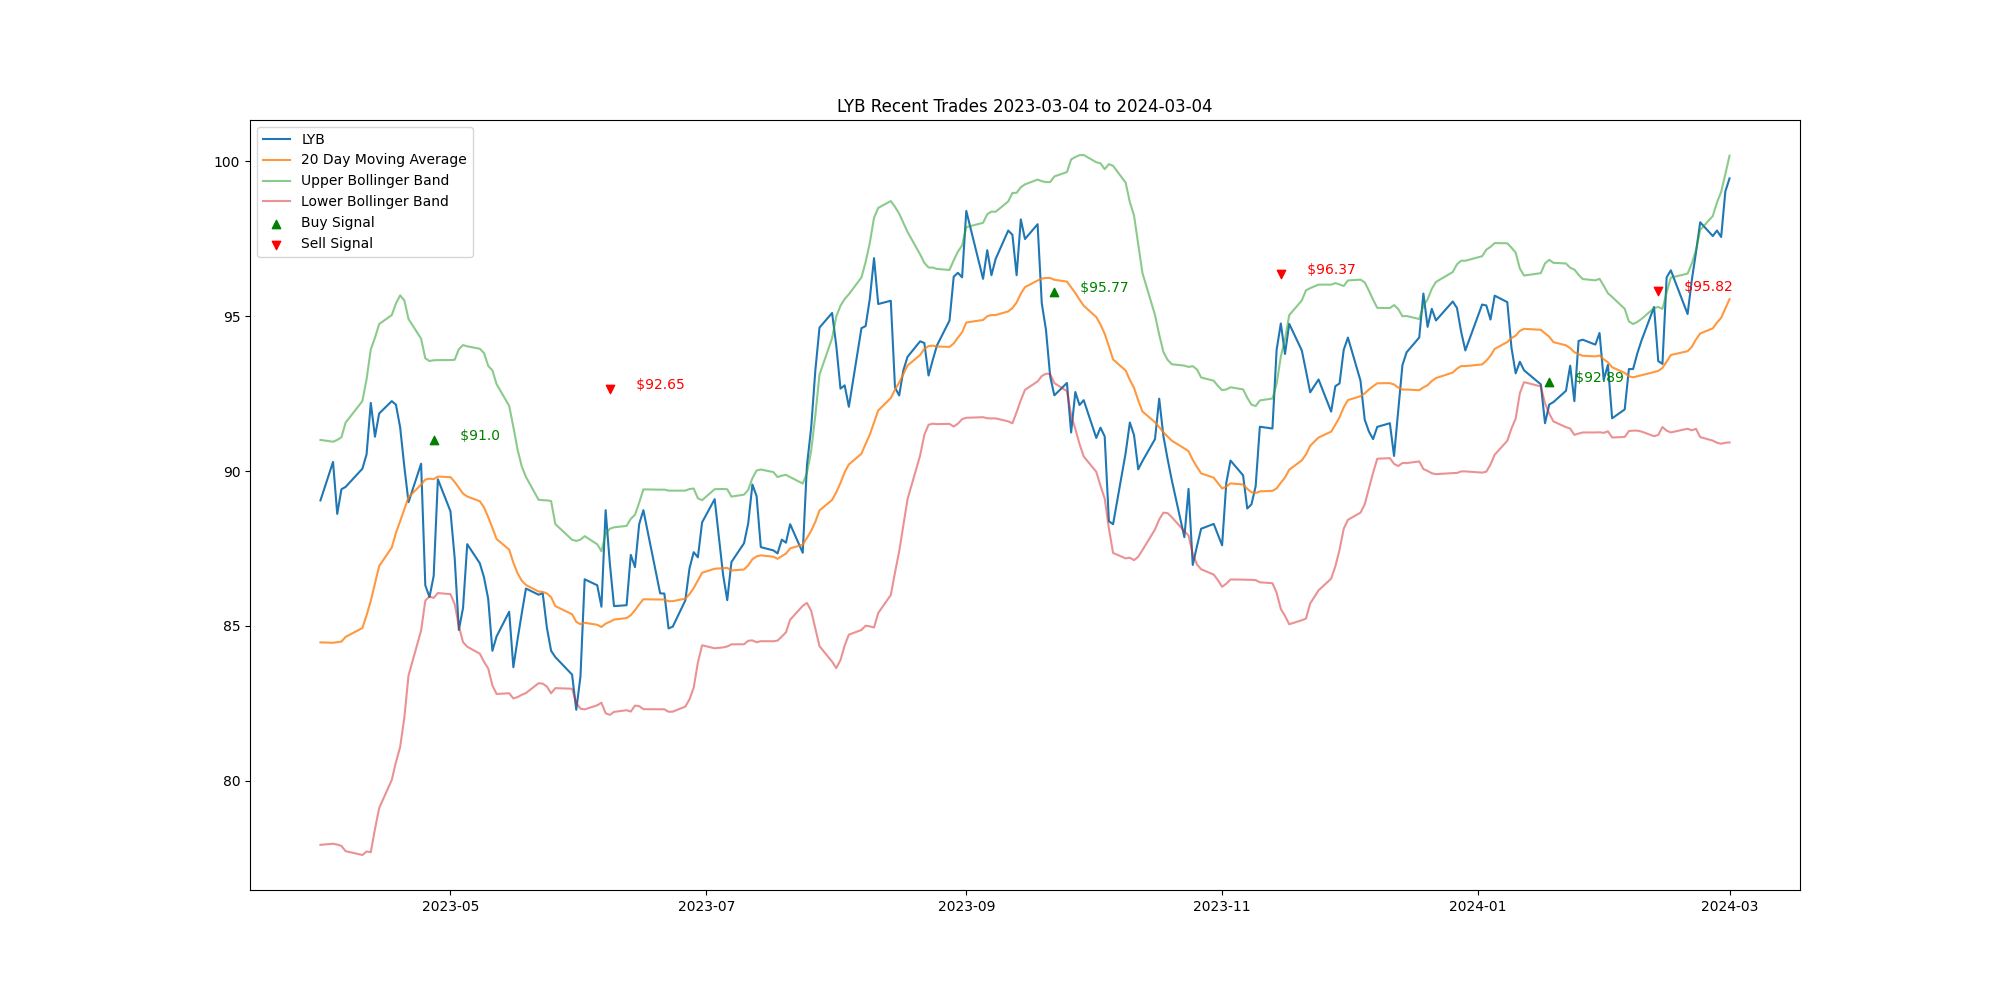 LYB Recent Trades 2023-03-04 to 2024-03-04
LYB
20 Day Moving Average
Upper Bollinger Band
Lower Bollinger Band
Buy Signal
Sell Signal
100
95
90
85
80
$91.0
$92.65
$95.77
$96.37
$92.89
$95.82
2023-05
2023-07
2023-09
2023-11
2024-01
2024-03